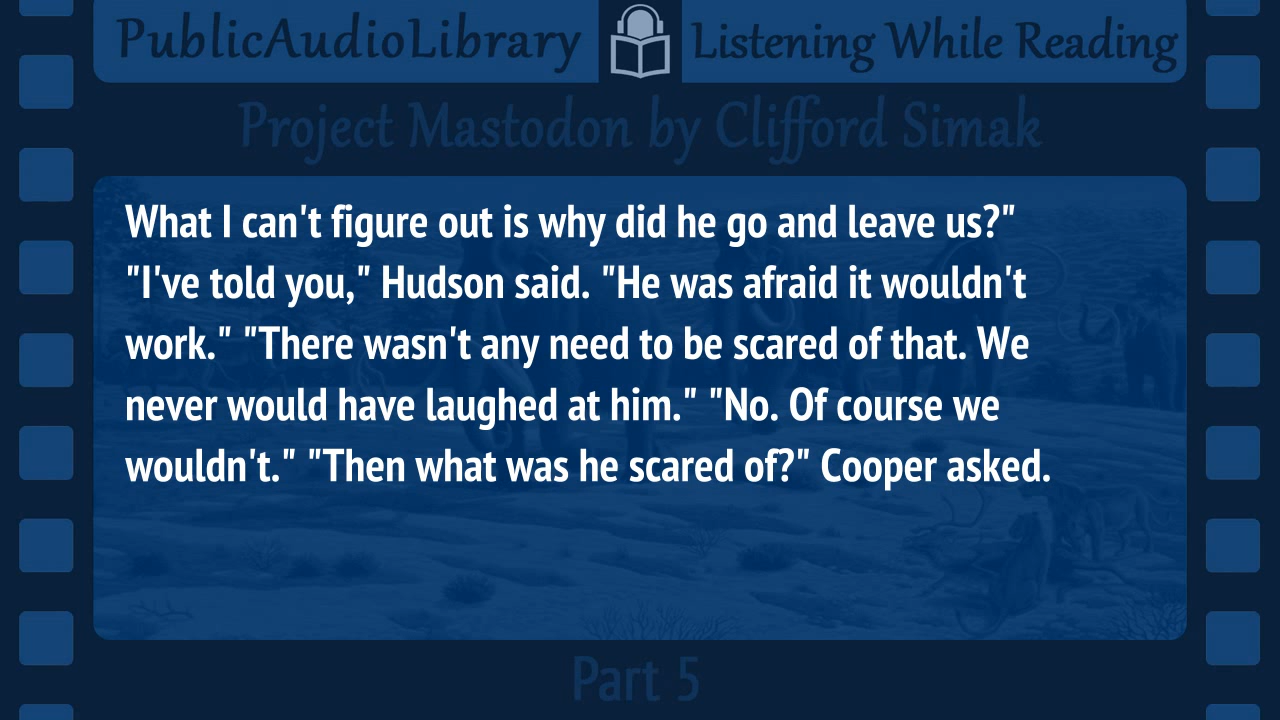 PublicAudioLibrary
Listening While Reading
Project Mastodon by Clifford Simak
What I can't figure out is why did he go and leave us?"
"I've told you," Hudson said. "He was afraid it wouldn't
work." "There wasn't any need to be scared of that. We
never would have laughed at him." "No. Of course we
wouldn't." "Then what was he scared of?" Cooper asked.
Part 5